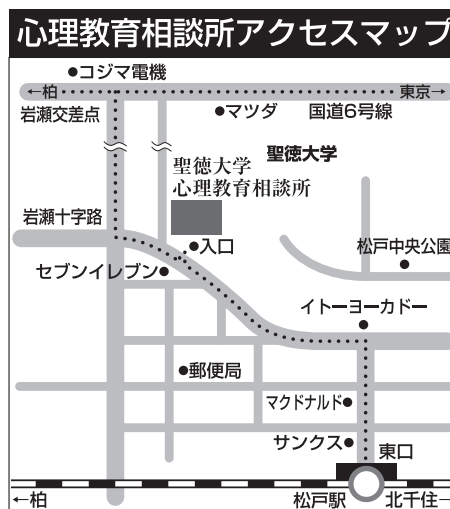 心理教育相談所アクセスマップ
●コジマ電機
←柏
東京→
岩瀬交差点
●マツダ
国道6号線
聖徳大学
聖徳大学
心理教育相談所
岩瀬十字路
●入口
松戸中央公園
セブンイレブン●
イトーヨーカドー
●郵便局
マクドナルド●
サンクス●
東口
←柏
松戸駅
北千住